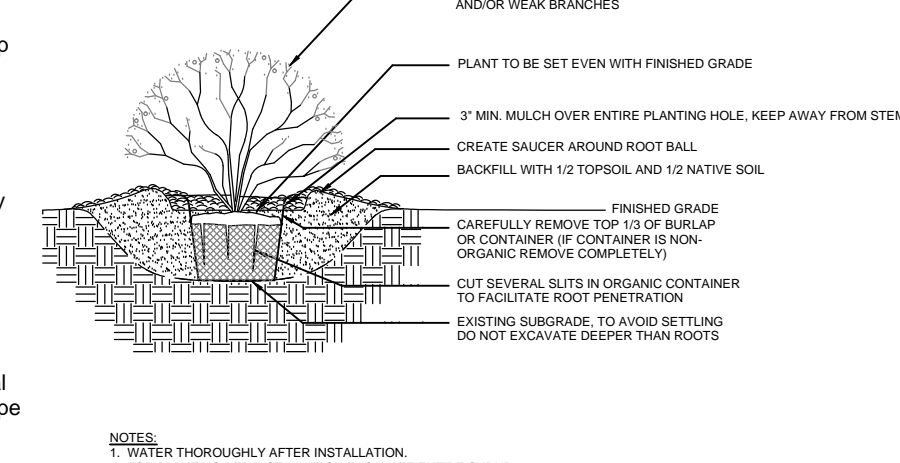 AND/OR WEAK BRANCHES
PLANT TO BE SET EVEN WITH FINISHED GRADE
3" MIN. MULCH OVER ENTIRE PLANTING HOLE, KEEP AWAY FROM STEM
CREATE SAUCER AROUND ROOT BALL
BACKFILL WITH 1/2 TOPSOIL AND 1/2 NATIVE SOIL
FINISHED GRADE
CAREFULLY REMOVE TOP 1/3 OF BURLAP
OR CONTAINER (IF CONTAINER IS NON-
ORGANIC REMOVE COMPLETELY)
CUT SEVERAL SLITS IN ORGANIC CONTAINER
TO FACILITATE ROOT PENETRATION
EXISTING SUBGRADE, TO AVOID SETTLING
DO NOT EXCAVATE DEEPER THAN ROOTS
NOTES:
1. WATER THOROUGHLY AFTER INSTALLATION.